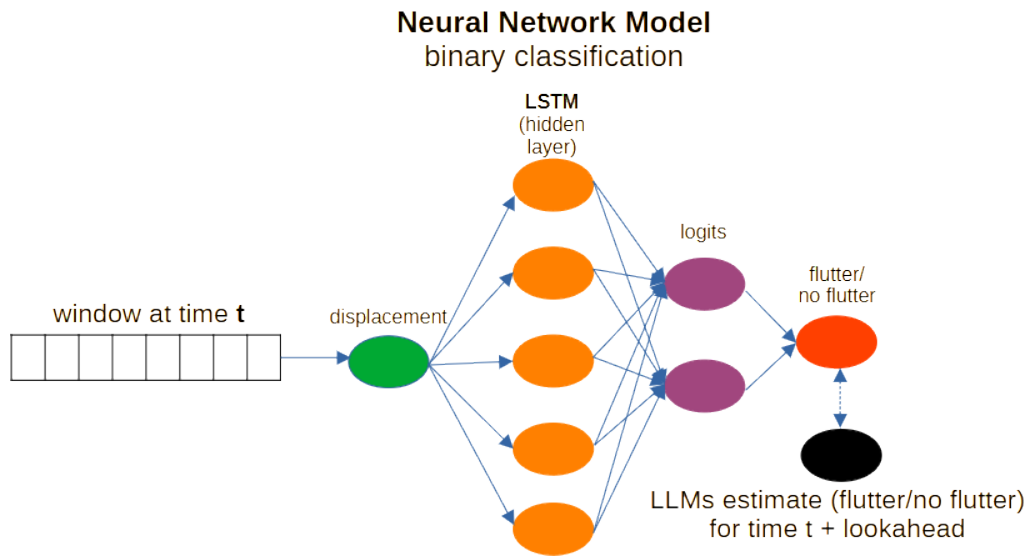 Neural Network Model
binary classification
LSTM
(hidden
layer)
logits
flutter/
no flutter
window at time t
displacement
LLMs estimate (flutter/no flutter)
for time t + lookahead